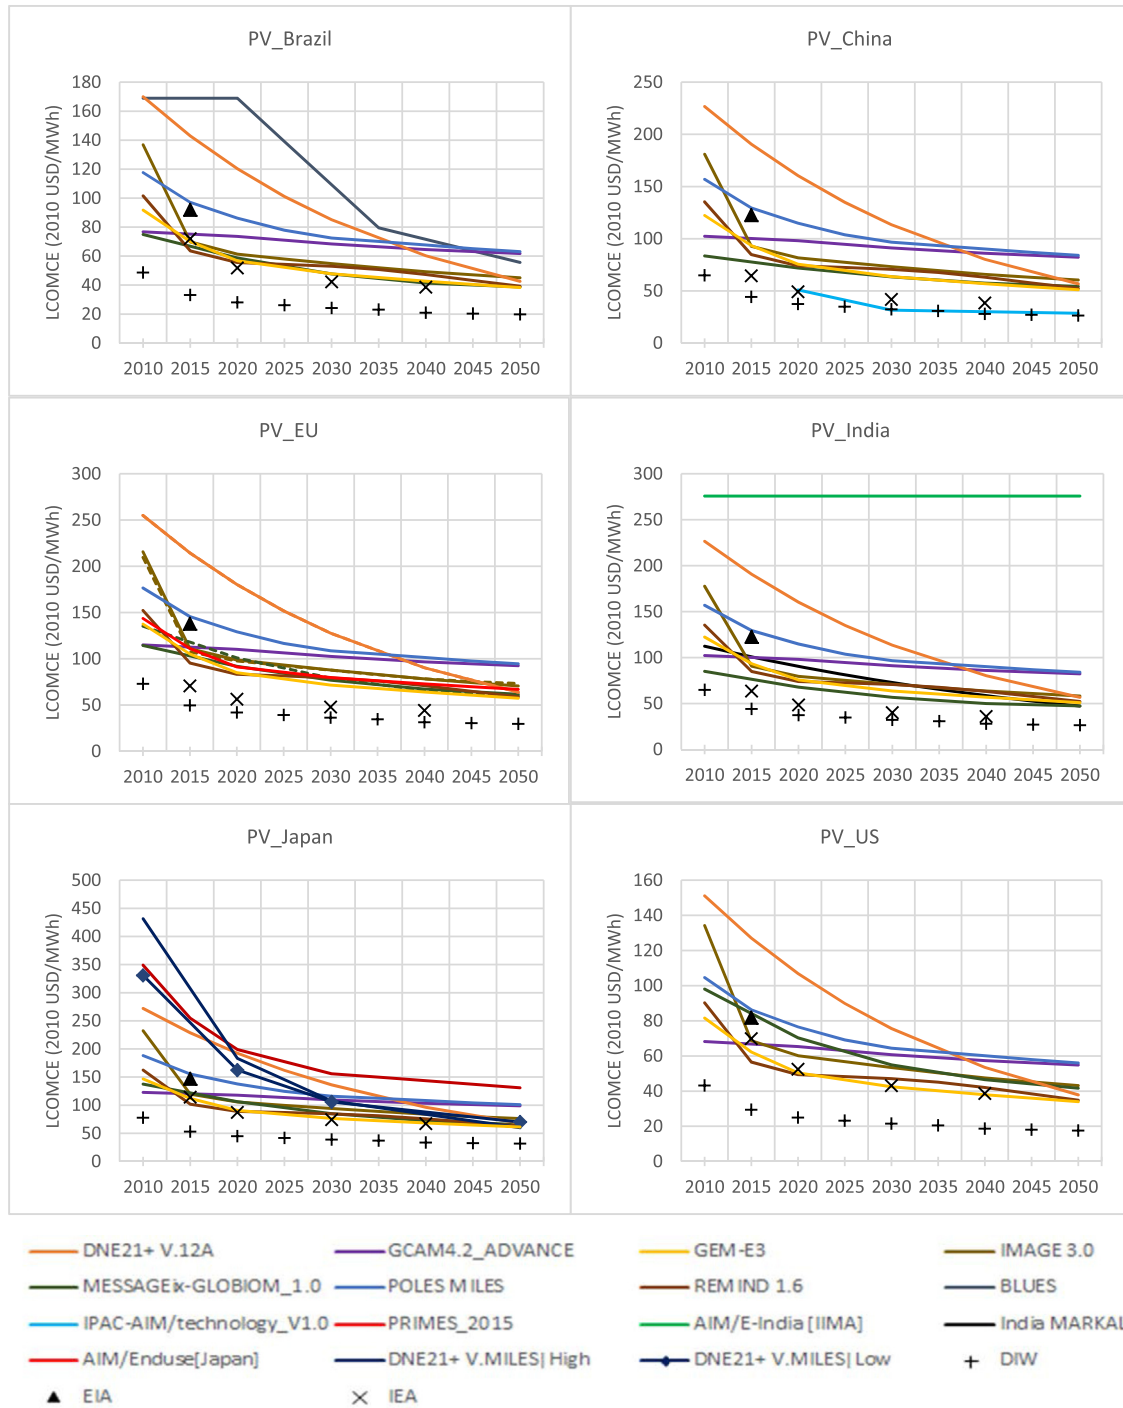 PV_Brazil
LCOMCE (2010 USD/MWh)
180
160
140
120
100
80
60
40
20
0
2010 2015 2020 2025 2030 2035 2040 2045 2050
PV_China
LCOMCE (2010 USD/MWh)
250
200
150
100
50
0
2010 2015 2020 2025 2030 2035 2040 2045 2050
PV_EU
LCOMCE (2010 USD/MWh)
300
250
200
150
100
50
0
2010 2015 2020 2025 2030 2035 2040 2045 2050
PV_India
LCOMCE (2010 USD/MWh)
300
250
200
150
100
50
0
2010 2015 2020 2025 2030 2035 2040 2045 2050
PV_Japan
LCOMCE (2010 USD/MWh)
500
450
400
350
300
250
200
150
100
50
0
2010 2015 2020 2025 2030 2035 2040 2045 2050
PV_US
LCOMCE (2010 USD/MWh)
160
140
120
100
80
60
40
20
0
2010 2015 2020 2025 2030 2035 2040 2045 2050
DNE21+ V.12A GCAM4.2_ADVANCE GEM-E3 IMAGE 3.0
MESSAGEix-GLOBIOM_1.0 POLES MILES REMIND 1.6 BLUES
IPAC-AIM/technology_V1.0 PRIMES_2015 AIM/E-India [IIMA] India MARKAL
AIM/Enduse[Japan] DNE21+ V.MILES|High DNE21+ V.MILES|Low DIW
EIA IEA